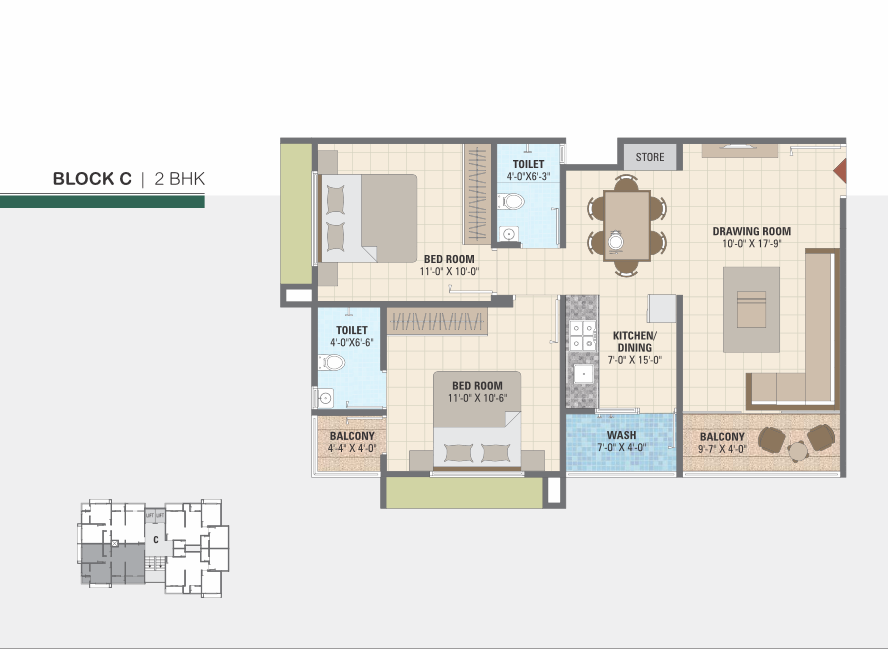 BLOCK C | 2 BHK
STORE
TOILET
4'-0"X6'-3"
DRAWING ROOM
10'-0" X 17'-9"
BED ROOM
11'-0" X 10'-0"
TOILET
4'-0"X6'-6"
KITCHEN/
DINING
7'-0" X 15'-0"
BED ROOM
11'-0" X 10'-6"
BALCONY
4'-4" X 4'-0"
WASH
7'-0" X 4'-0"
BALCONY
9'-7" X 4'-0"
LIFT LIFT
C